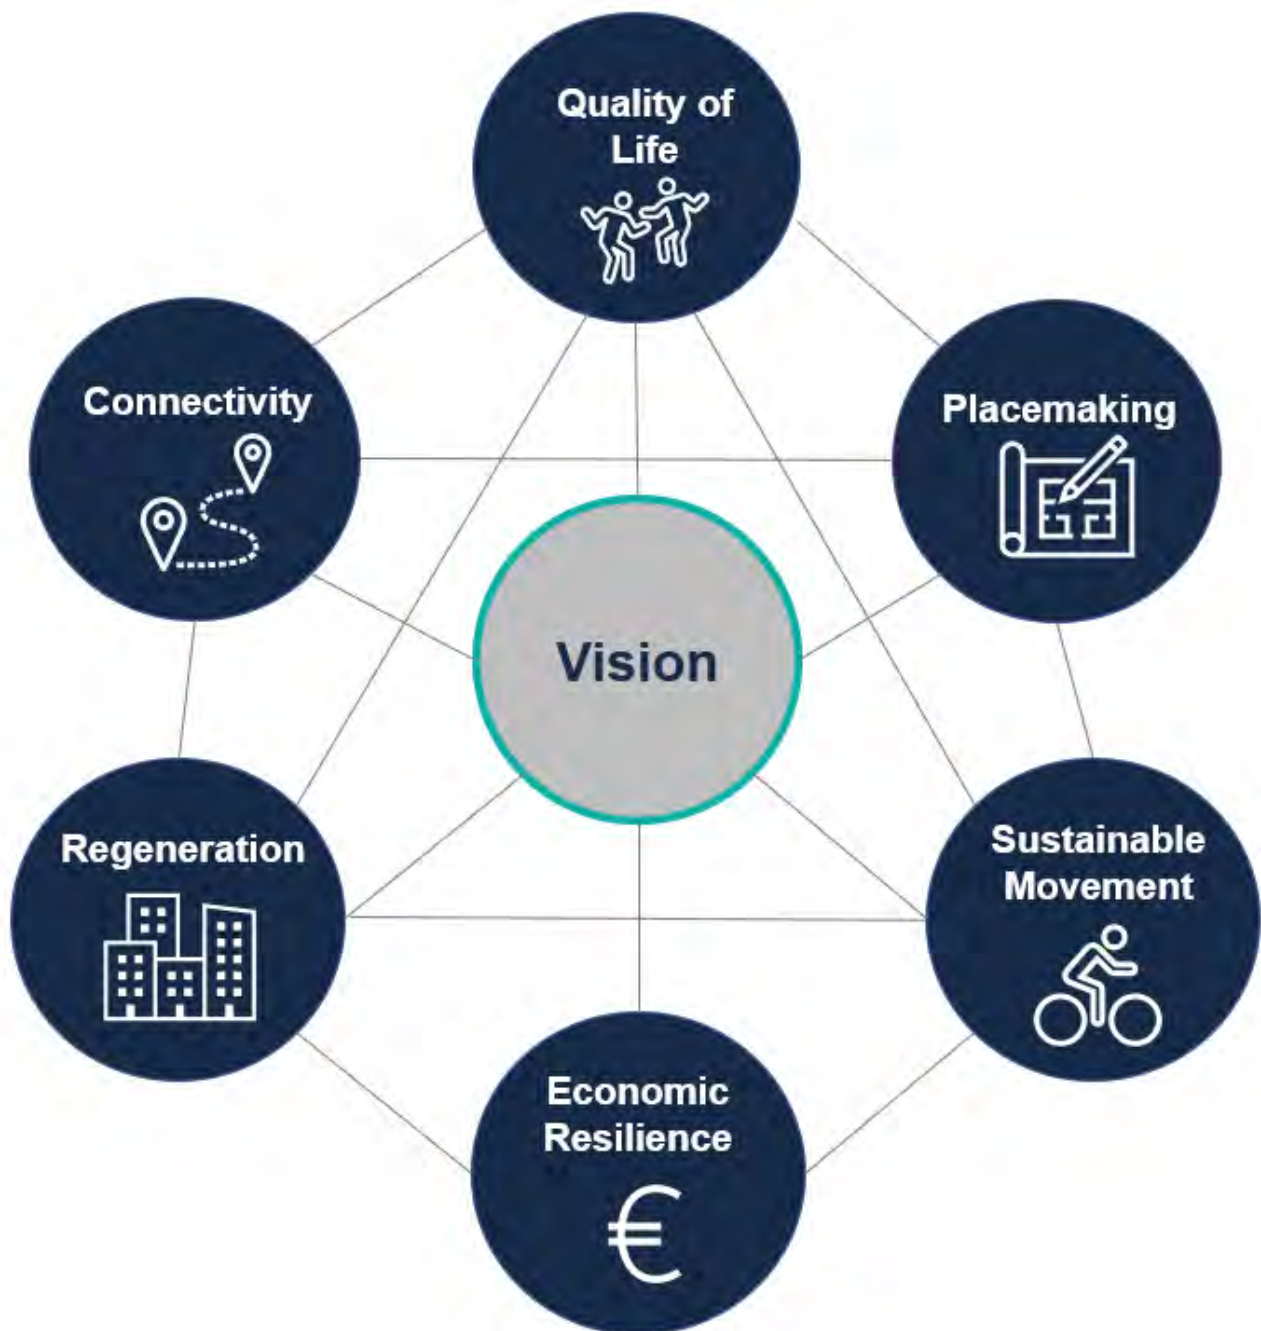 Quality of
Life
Connectivity
Placemaking
Vision
Regeneration
Sustainable
Movement
Economic
Resilience
€